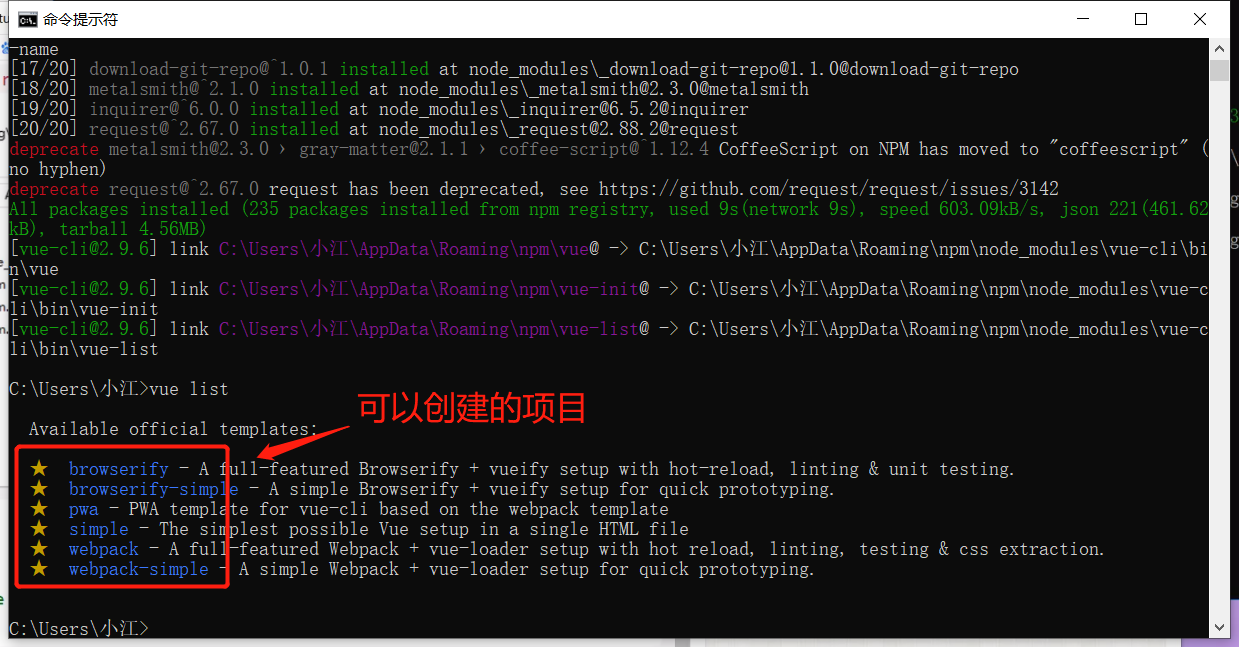 命令提示符
-name
[17/20] download-git-repo@^1.0.1 installed at node_modules\_download-git-repo@1.1.0@download-git-repo
[18/20] metalsmith@^2.1.0 installed at node_modules\_metalsmith@2.3.0@metalsmith
[19/20] inquirer@^6.0.0 installed at node_modules\_inquirer@6.5.2@inquirer
[20/20] request@^2.67.0 installed at node_modules\_request@2.88.2@request
deprecate metalsmith@2.3.0 › gray-matter@2.1.1 › coffee-script@^1.12.4 CoffeeScript on NPM has moved to "coffeescript" (
no hyphen)
deprecate request@^2.67.0 request has been deprecated, see https://github.com/request/request/issues/3142
All packages installed (235 packages installed from npm registry, used 9s(network 9s), speed 603.09kB/s, json 221(461.62
kB), tarball 4.56MB)
[vue-cli@2.9.6] link C:\Users\小江\AppData\Roaming\npm\vue@ -> C:\Users\小江\AppData\Roaming\npm\node_modules\vue-cli\bi
n\vue
[vue-cli@2.9.6] link C:\Users\小江\AppData\Roaming\npm\vue-init@ -> C:\Users\小江\AppData\Roaming\npm\node_modules\vue-c
li\bin\vue-init
[vue-cli@2.9.6] link C:\Users\小江\AppData\Roaming\npm\vue-list@ -> C:\Users\小江\AppData\Roaming\npm\node_modules\vue-c
li\bin\vue-list
C:\Users\小江>vue list
可以创建的项目
Available official templates:
★ browserify - A full-featured Browserify + vueify setup with hot-reload, linting & unit testing.
★ browserify-simple - A simple Browserify + vueify setup for quick prototyping.
★ pwa - PWA template for vue-cli based on the webpack template
★ simple - The simplest possible Vue setup in a single HTML file
★ webpack - A full-featured Webpack + vue-loader setup with hot reload, linting, testing & css extraction.
★ webpack-simple - A simple Webpack + vue-loader setup for quick prototyping.
C:\Users\小江>